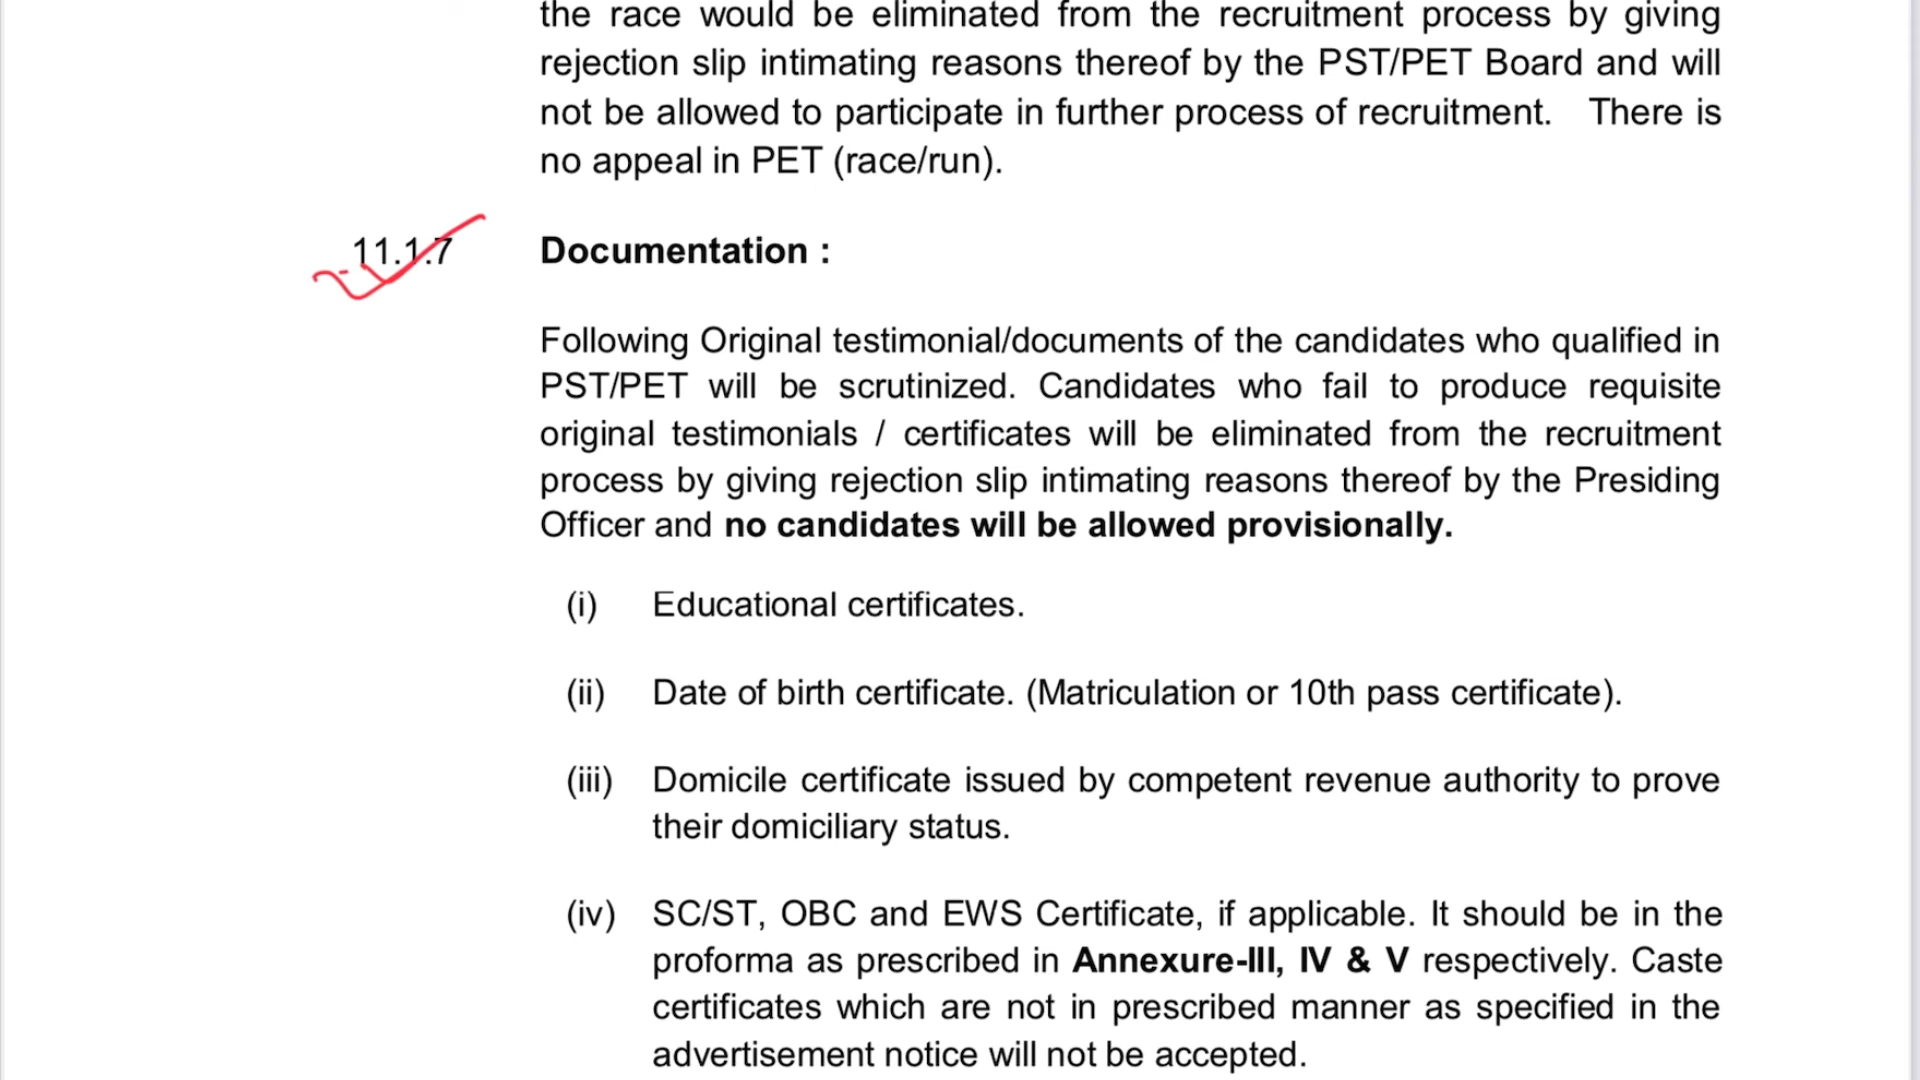 the race would be eliminated from the recruitment process by giving
rejection slip intimating reasons thereof by the PST/PET Board and will
not be allowed to participate in further process of recruitment. There is
no appeal in PET (race/run).
11.1.7 Documentation :
Following Original testimonial/documents of the candidates who qualified in
PST/PET will be scrutinized. Candidates who fail to produce requisite
original testimonials / certificates will be eliminated from the recruitment
process by giving rejection slip intimating reasons thereof by the Presiding
Officer and no candidates will be allowed provisionally.
(i) Educational certificates.
(ii) Date of birth certificate. (Matriculation or 10th pass certificate).
(iii) Domicile certificate issued by competent revenue authority to prove
their domiciliary status.
(iv) SC/ST, OBC and EWS Certificate, if applicable. It should be in the
proforma as prescribed in Annexure-III, IV & V respectively. Caste
certificates which are not in prescribed manner as specified in the
advertisement notice will not be accepted.